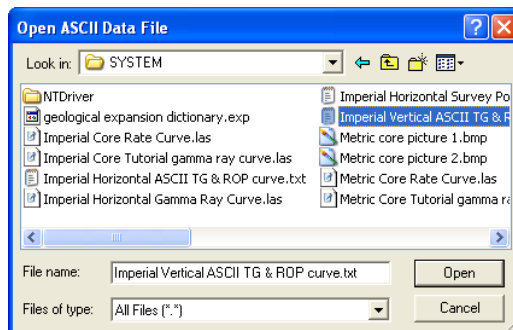 Open ASCII Data File
Look in: SYSTEM
NTDriver
geological expansion dictionary.exp
Imperial Core Rate Curve.las
Imperial Core Tutorial gamma ray curve.las
Imperial Horizontal ASCII TG & ROP curve.txt
Imperial Horizontal Gamma Ray Curve.las
Imperial Horizontal Survey Po
Imperial Vertical ASCII TG & R
Metric core picture 1.bmp
Metric core picture 2.bmp
Metric Core Rate Curve.las
Metric Core Tutorial gamma ra
File name: Imperial Vertical ASCII TG & ROP curve.txt Open
Files of type: All Files (*.*) Cancel